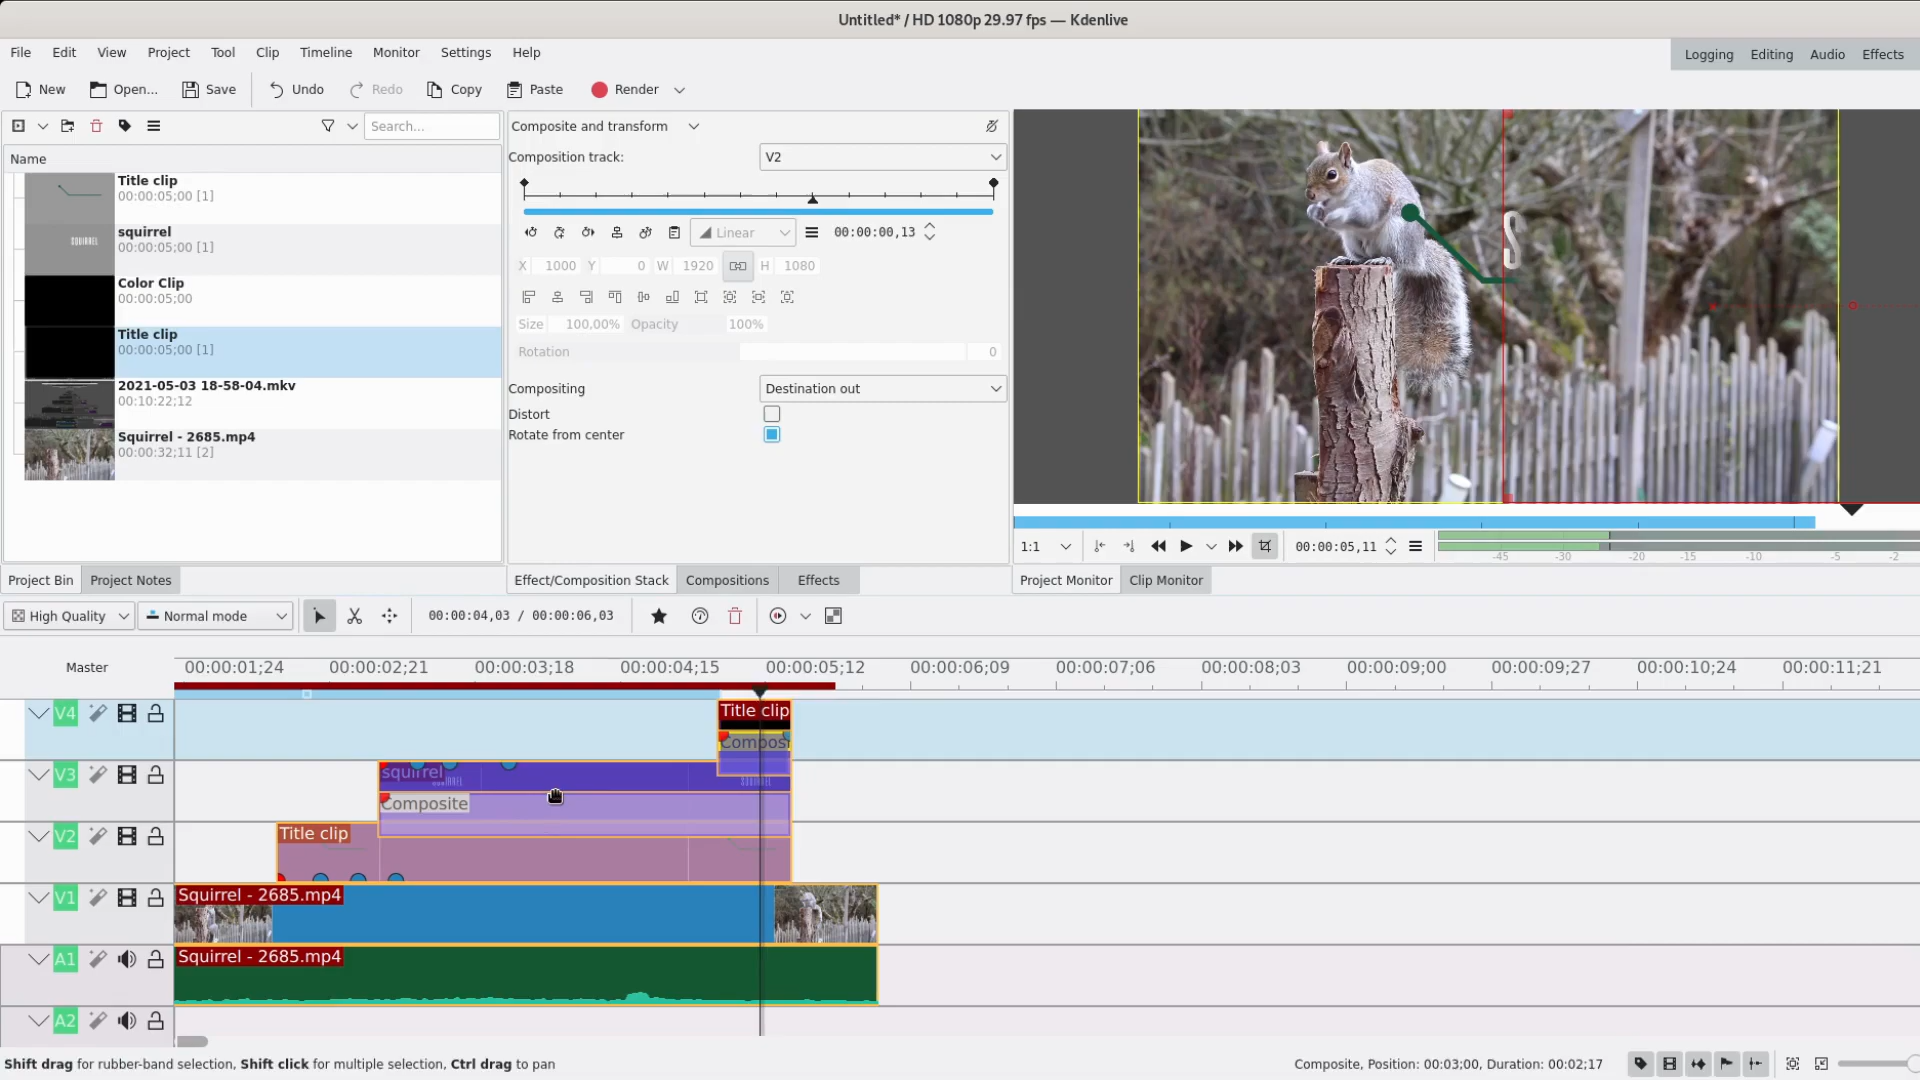 Untitled* / HD 1080p 29.97 fps — Kdenlive
File Edit View Project Tool Clip Timeline Monitor Settings Help
Logging Editing Audio Effects
New Open... Save Undo Redo Copy Paste Render
Search...
Name
Title clip
00:00:05;00 [1]
squirrel
00:00:05;00 [1]
Color Clip
00:00:05;00
Title clip
00:00:05;00 [1]
2021-05-03 18-58-04.mkv
00:10:22;12
Squirrel - 2685.mp4
00:00:32;11 [2]
Project Bin Project Notes
Composite and transform
Composition track: V2
Linear 00:00:00,13
X 1000 Y 0 W 1920 H 1080
Size 100,00% Opacity 100%
Rotation 0
Compositing Destination out
Distort
Rotate from center
Effect/Composition Stack Compositions Effects
S
1:1 00:00:05,11
-45 -30 -20 -15 -10 -5 -2
Project Monitor Clip Monitor
High Quality Normal mode 00:00:04,03 / 00:00:06,03
Master 00:00:01;24 00:00:02;21 00:00:03;18 00:00:04;15 00:00:05;12 00:00:06;09 00:00:07;06 00:00:08;03 00:00:09;00 00:00:09;27 00:00:10;24 00:00:11;21
V4 Title clip
Compos
V3 squirrel
SQUIRREL SQUIRREL
Composite
V2 Title clip
V1 Squirrel - 2685.mp4
A1 Squirrel - 2685.mp4
A2
Shift drag for rubber-band selection, Shift click for multiple selection, Ctrl drag to pan
Composite, Position: 00:03:00, Duration: 00:02:17